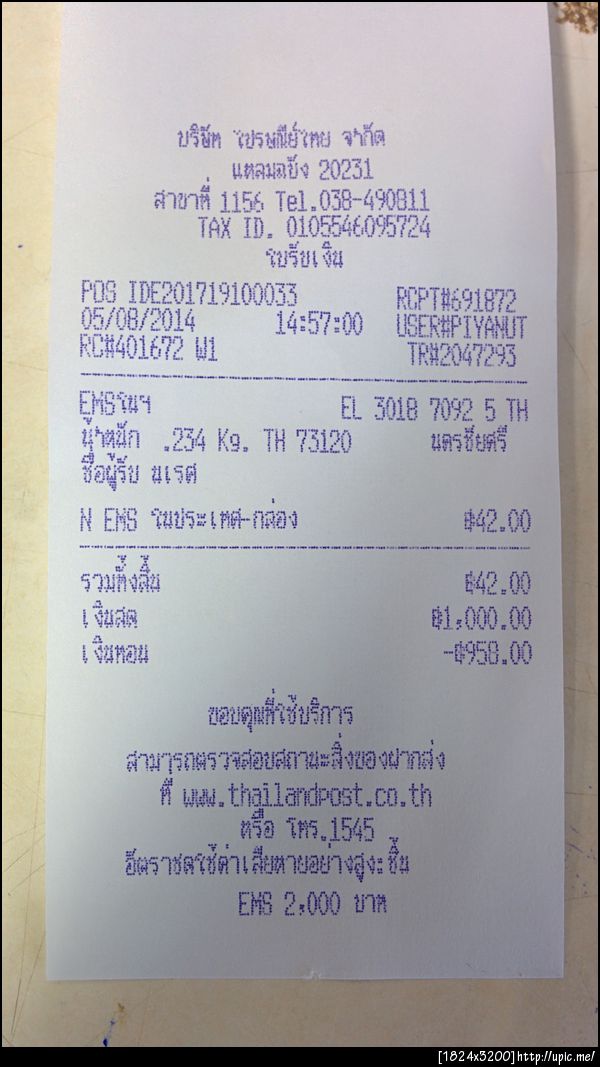 บริษัท ไปรษณีย์ไทย จำกัด
แหลมฉบัง 20231
สาขาที่ 1156 Tel.038-490811
TAX ID. 0105546095724
ใบรับเงิน
POS IDE201719100033 RCPT#691872
05/08/2014 14:57:00 USER#PIYANUT
RC#401672 W1 TR#2047293
EMSในฯ EL 3018 7092 5 TH
น้ำหนัก .234 Kg. TH 73120 นครชัยศรี
ชื่อผู้รับ นเรศ
N EMS ในประเทศ-กล่อง ฿42.00
รวมทั้งสิ้น ฿42.00
เงินสด ฿1,000.00
เงินทอน -฿958.00
ขอบคุณที่ใช้บริการ
สามารถตรวจสอบสถานะสิ่งของฝากส่ง
ที่ www.thailandpost.co.th
หรือ โทร.1545
อัตราชดใช้ค่าเสียหายอย่างสูงะชิ้น
EMS 2,000 บาท
[1824x3200]http://upic.me/